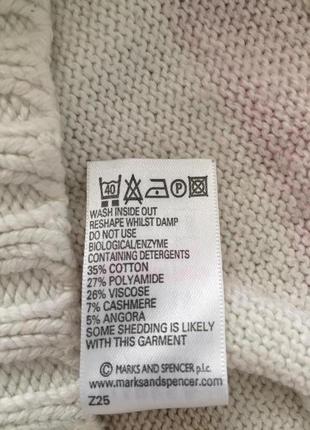 40 P
WASH INSIDE OUT
RESHAPE WHILST DAMP
DO NOT USE
BIOLOGICAL/ENZYME
CONTAINING DETERGENTS
35% COTTON
27% POLYAMIDE
26% VISCOSE
7% CASHMERE
5% ANGORA
SOME SHEDDING IS LIKELY
WITH THIS GARMENT
© MARKS AND SPENCER p.l.c.
www.marksandspencer.com
Z25